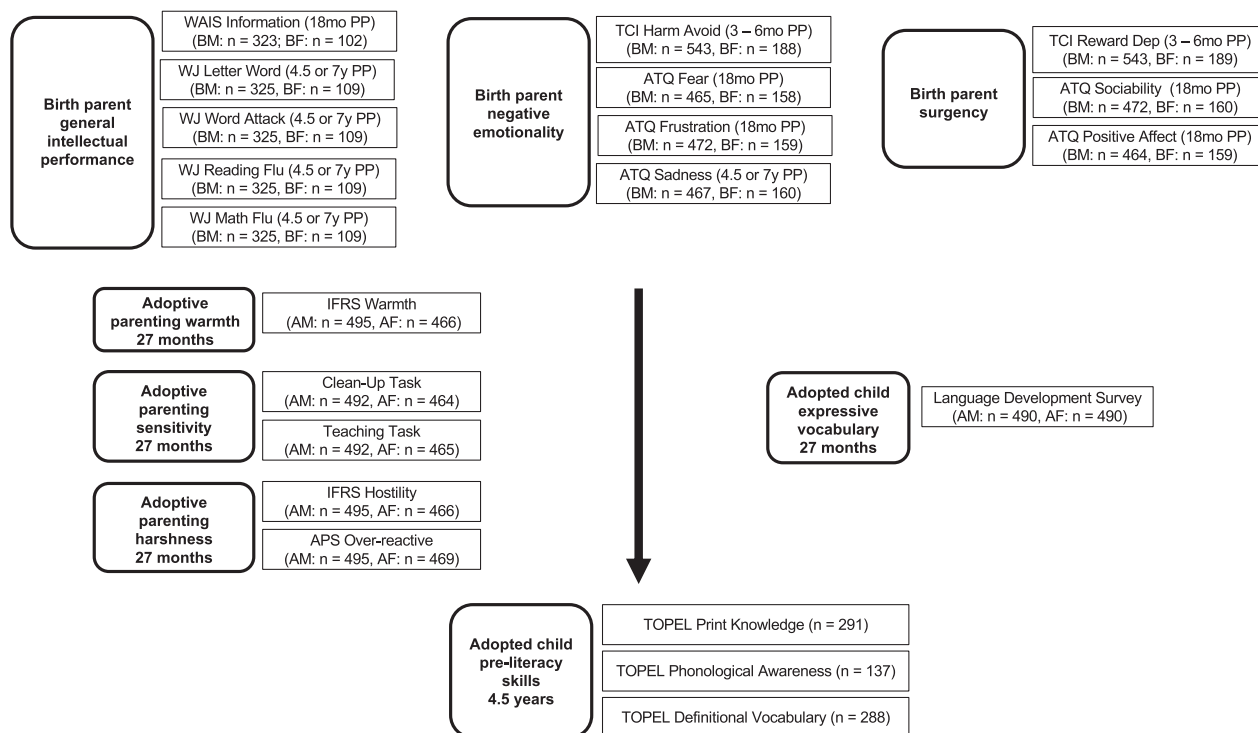 Birth parent
general
intellectual
performance
WAIS Information (18mo PP)
(BM: n = 323; BF: n = 102)
WJ Letter Word (4.5 or 7y PP)
(BM: n = 325, BF: n = 109)
WJ Word Attack (4.5 or 7y PP)
(BM: n = 325, BF: n = 109)
WJ Reading Flu (4.5 or 7y PP)
(BM: n = 325, BF: n = 109)
WJ Math Flu (4.5 or 7y PP)
(BM: n = 325, BF: n = 109)
Birth parent
negative
emotionality
TCI Harm Avoid (3 – 6mo PP)
(BM: n = 543, BF: n = 188)
ATQ Fear (18mo PP)
(BM: n = 465, BF: n = 158)
ATQ Frustration (18mo PP)
(BM: n = 472, BF: n = 159)
ATQ Sadness (4.5 or 7y PP)
(BM: n = 467, BF: n = 160)
Birth parent
surgency
TCI Reward Dep (3 – 6mo PP)
(BM: n = 543, BF: n = 189)
ATQ Sociability (18mo PP)
(BM: n = 472, BF: n = 160)
ATQ Positive Affect (18mo PP)
(BM: n = 464, BF: n = 159)
Adoptive
parenting warmth
27 months
IFRS Warmth
(AM: n = 495, AF: n = 466)
Adoptive
parenting
sensitivity
27 months
Clean-Up Task
(AM: n = 492, AF: n = 464)
Teaching Task
(AM: n = 492, AF: n = 465)
Adoptive
parenting
harshness
27 months
IFRS Hostility
(AM: n = 495, AF: n = 466)
APS Over-reactive
(AM: n = 495, AF: n = 469)
Adopted child
expressive
vocabulary
27 months
Language Development Survey
(AM: n = 490, AF: n = 490)
Adopted child
pre-literacy
skills
4.5 years
TOPEL Print Knowledge (n = 291)
TOPEL Phonological Awareness (n = 137)
TOPEL Definitional Vocabulary (n = 288)